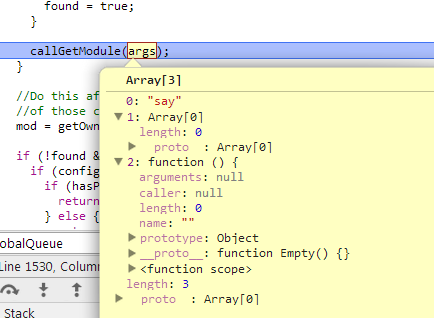 found = true;
}
callGetModule(args);
}
Array[3]
0: "say"
▼ 1: Array[0]
length: 0
▶ __proto__: Array[0]
▼ 2: function () {
arguments: null
caller: null
length: 0
name: ""
▶ prototype: Object
▶ __proto__: function Empty() {}
▶ <function scope>
length: 3
▶ __proto__: Array[0]
//Do this af
//of those c
mod = getOwn
if (!found &
if (config
if (hasP
return
} else {
obalQueue
Line 1530, Column
Stack